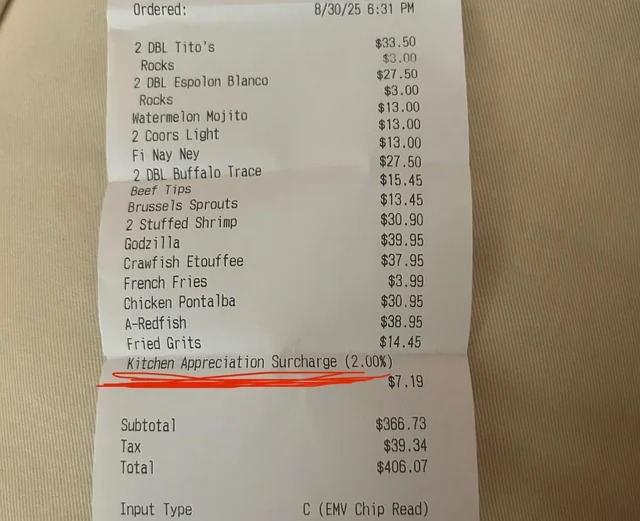 Ordered: 8/30/25 6:31 PM
2 DBL Tito's $33.50
Rocks $3.00
2 DBL Espolon Blanco $27.50
Rocks $3.00
Watermelon Mojito $13.00
2 Coors Light $13.00
Fi Nay Ney $13.00
2 DBL Buffalo Trace $27.50
Beef Tips $15.45
Brussels Sprouts $13.45
2 Stuffed Shrimp $30.90
Godzilla $39.95
Crawfish Etouffee $37.95
French Fries $3.99
Chicken Pontalba $30.95
A-Redfish $38.95
Fried Grits $14.45
Kitchen Appreciation Surcharge (2.00%)
$7.19
Subtotal $366.73
Tax $39.34
Total $406.07
Input Type C (EMV Chip Read)